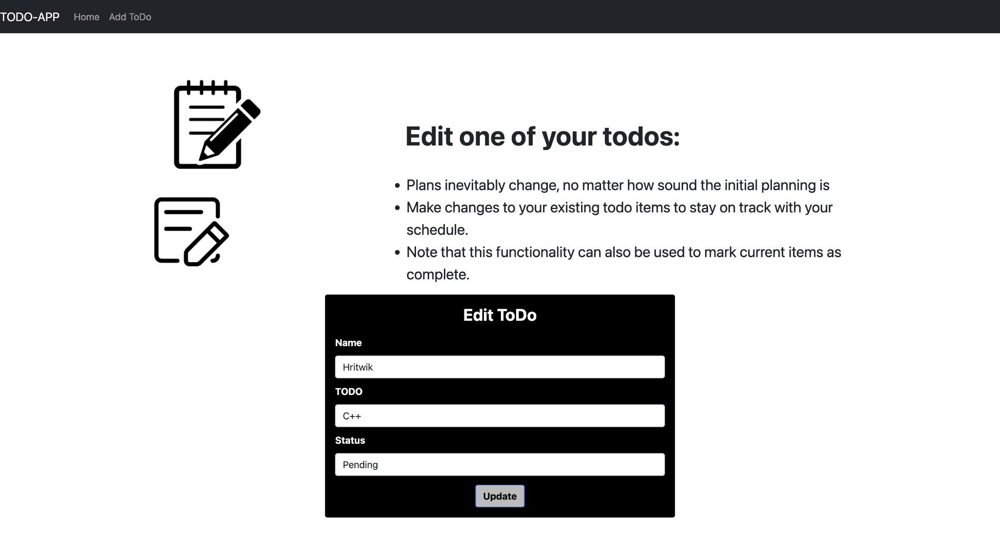 TODO-APP Home Add ToDo
Edit one of your todos:
• Plans inevitably change, no matter how sound the initial planning is
• Make changes to your existing todo items to stay on track with your
schedule.
• Note that this functionality can also be used to mark current items as
complete.
Edit ToDo
Name
Hritwik
TODO
C++
Status
Pending
Update